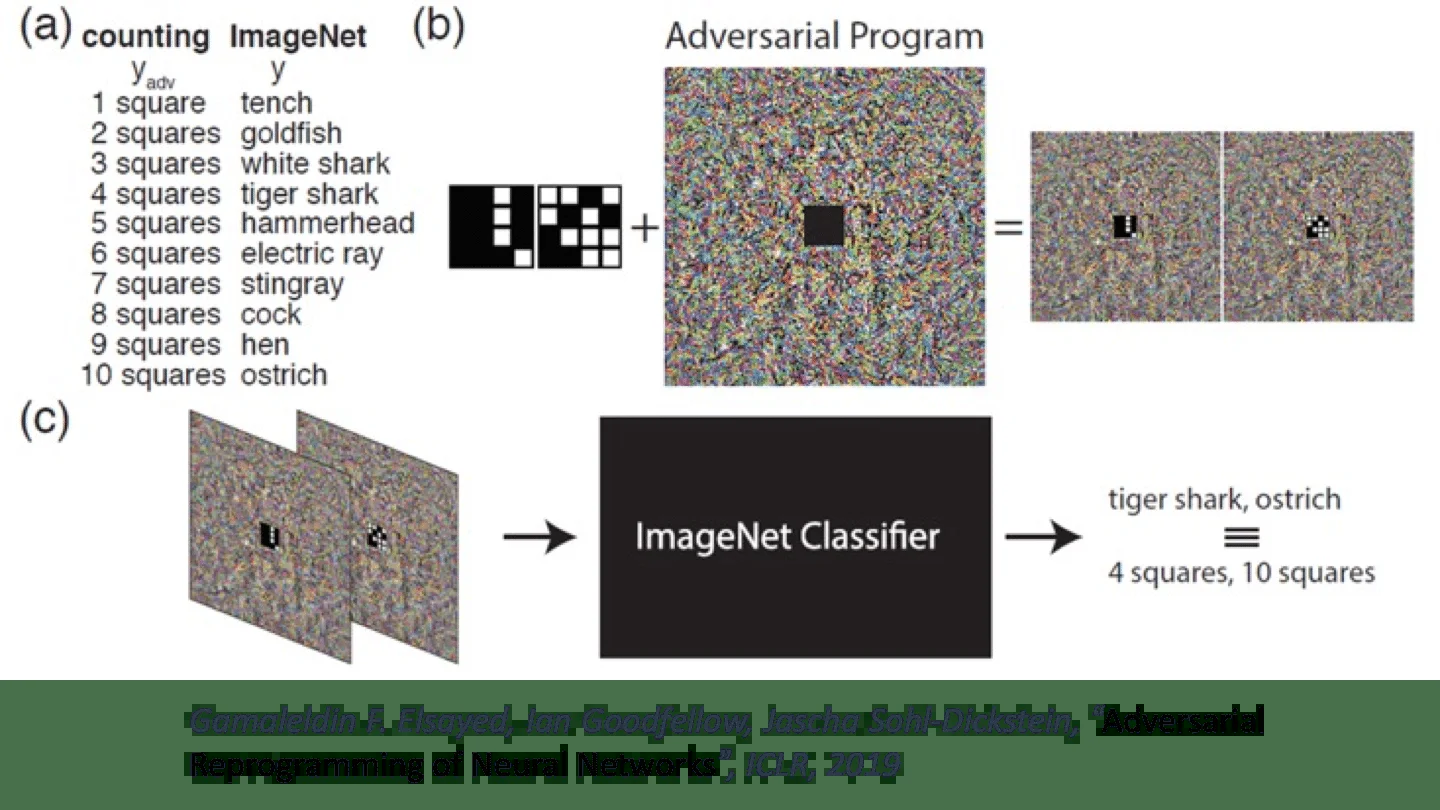 (a) counting ImageNet
y_adv y
1 square tench
2 squares goldfish
3 squares white shark
4 squares tiger shark
5 squares hammerhead
6 squares electric ray
7 squares stingray
8 squares cock
9 squares hen
10 squares ostrich
(b)
Adversarial Program
+ =
(c)
ImageNet Classifier
tiger shark, ostrich
≡
4 squares, 10 squares
Gamaleldin F. Elsayed, Ian Goodfellow, Jascha Sohl-Dickstein, "Adversarial
Reprogramming of Neural Networks", ICLR, 2019